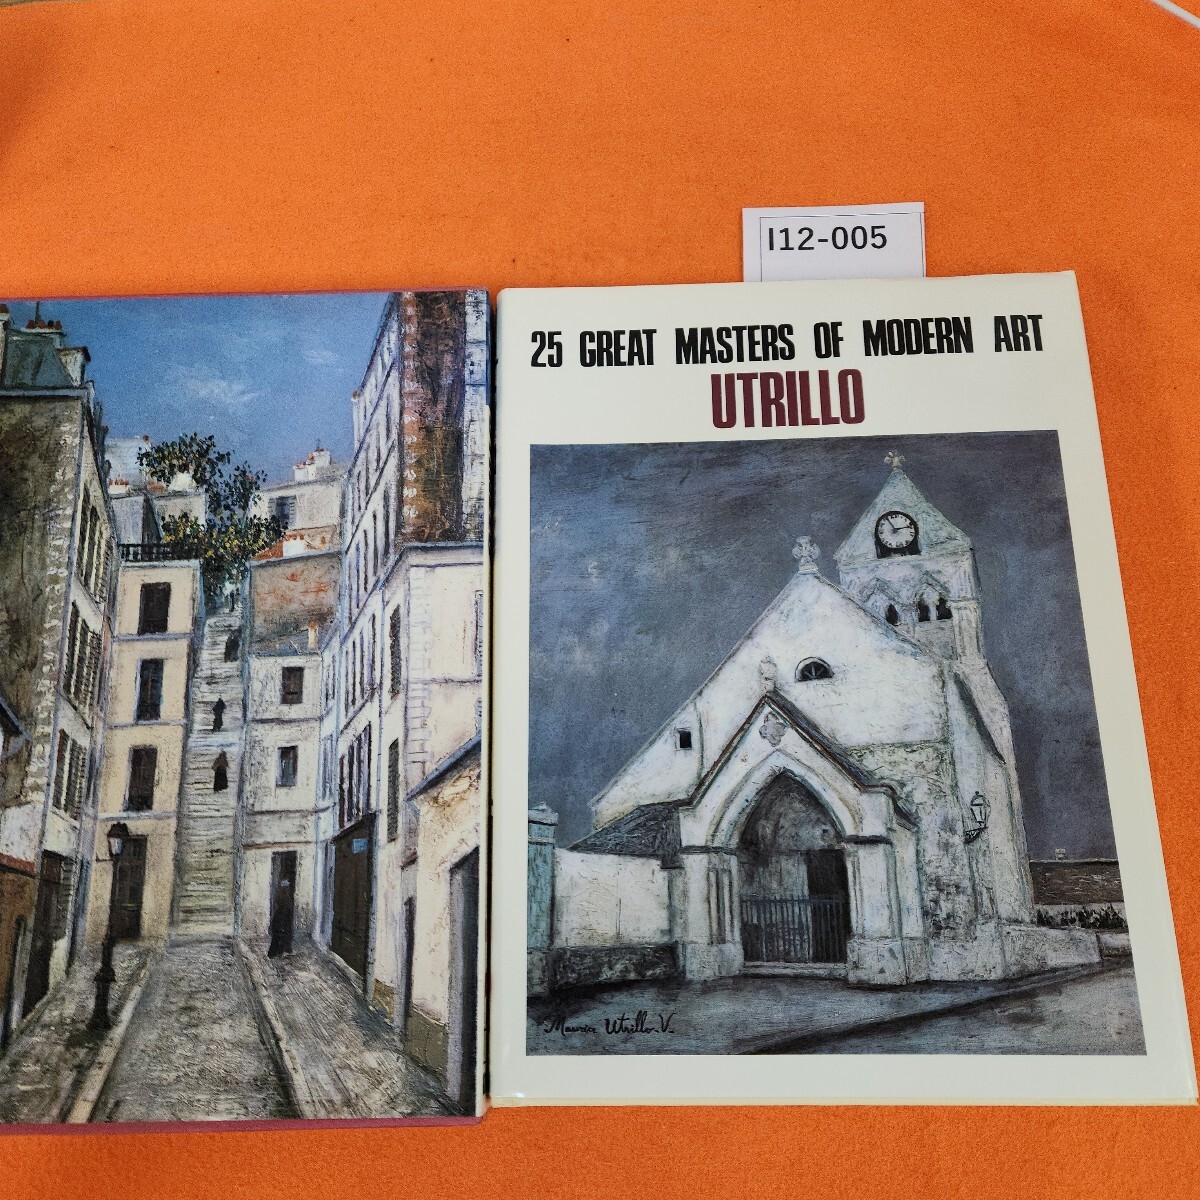 I12-005
25 GREAT MASTERS OF MODERN ART
UTRILLO
Maurice Utrillo.V.